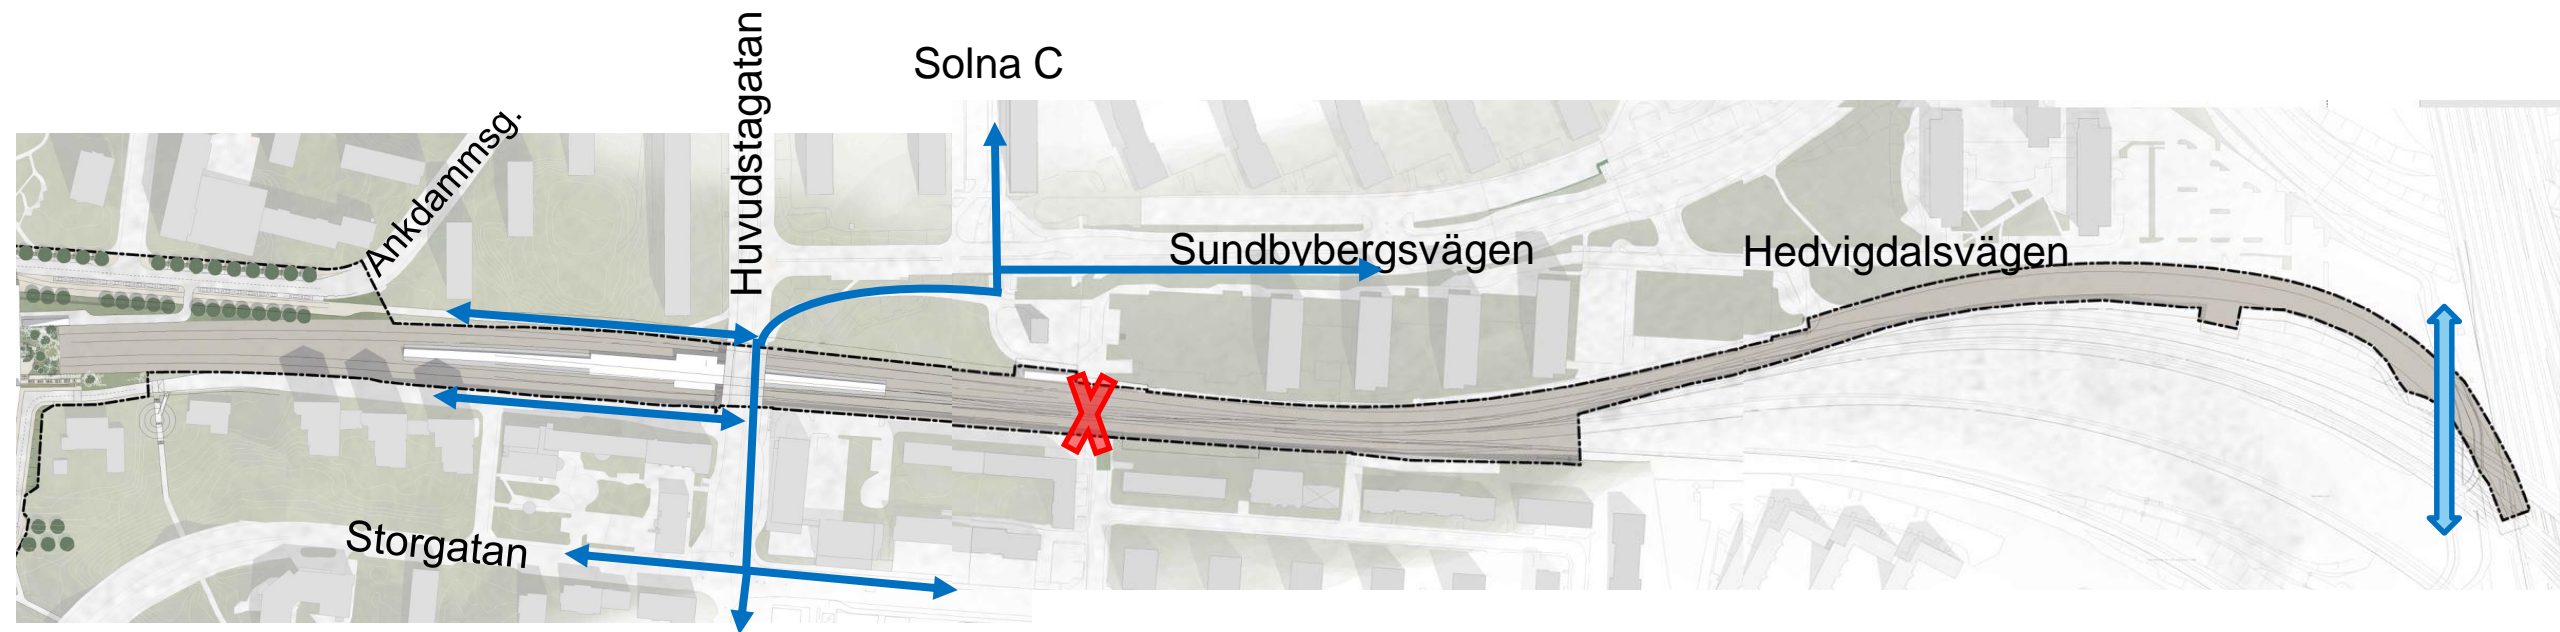 Solna C
Huvudstagatan
Ankdammsg.
Sundbybergsvägen
Hedvigdalsvägen
Storgatan